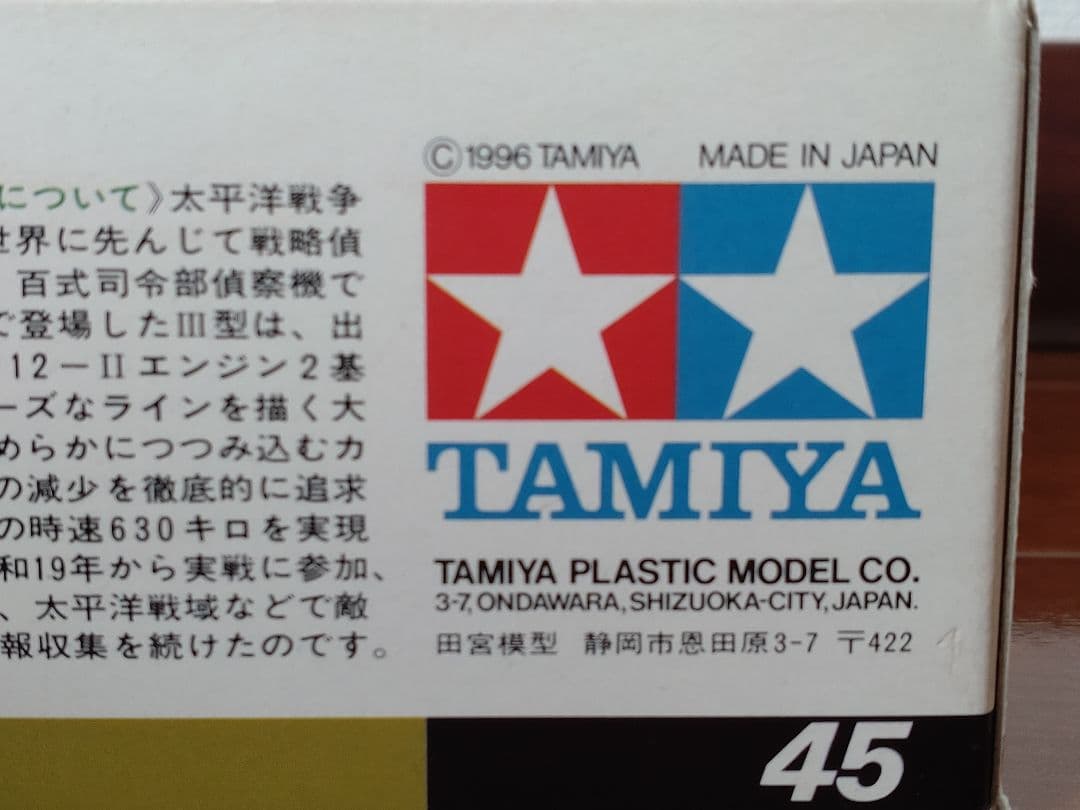 ©1996 TAMIYA MADE IN JAPAN
について》太平洋戦争
世界に先んじて戦略偵
百式司令部偵察機で
で登場したIII型は、出
12－IIエンジン2基
ーズなラインを描く大
めらかにつつみ込むカ
の減少を徹底的に追求
の時速630キロを実現
和19年から実戦に参加、
、太平洋戦域などで敵
報収集を続けたのです。
TAMIYA
TAMIYA PLASTIC MODEL CO.
3-7, ONDAWARA, SHIZUOKA-CITY, JAPAN.
田宮模型 静岡市恩田原3-7 〒422
45